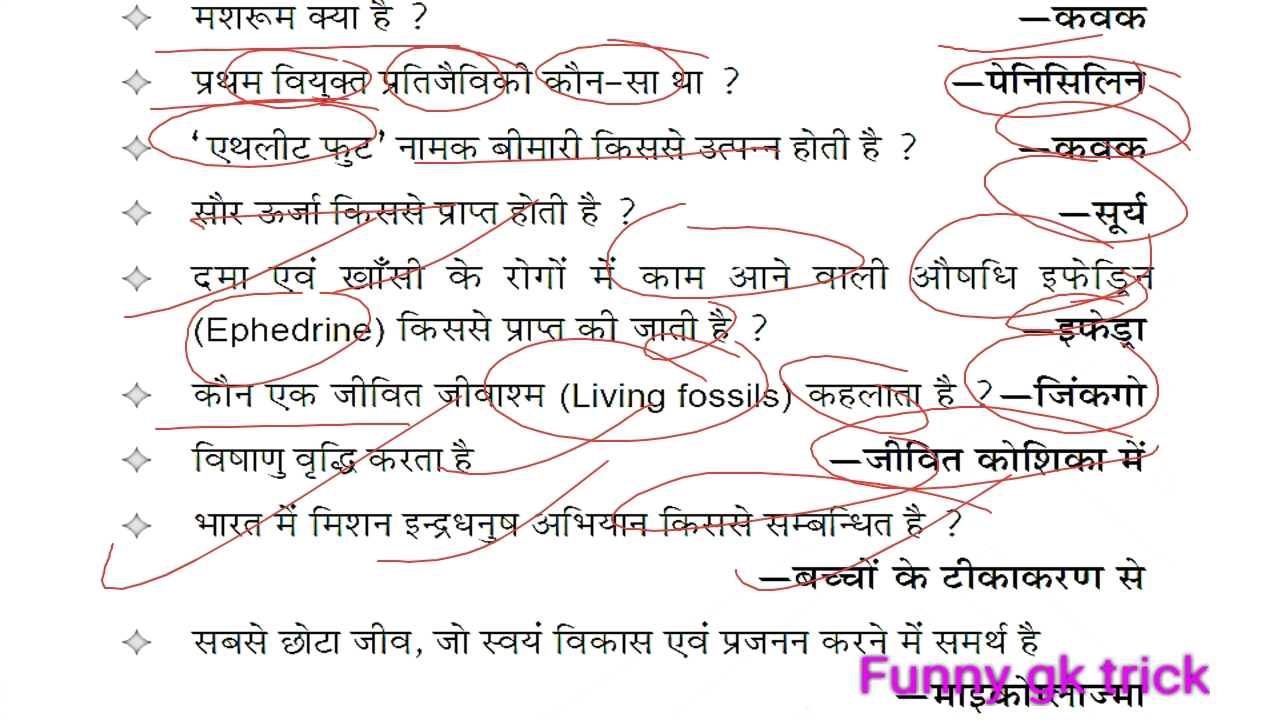 मशरूम क्या है ? —कवक
प्रथम वियुक्त प्रतिजैविकी कौन-सा था ? —पेनिसिलिन
'एथलीट फुट' नामक बीमारी किससे उत्पन्न होती है ? —कवक
सौर ऊर्जा किससे प्राप्त होती है ? —सूर्य
दमा एवं खाँसी के रोगों में काम आने वाली औषधि इफेड्रिन
(Ephedrine) किससे प्राप्त की जाती है ? —इफेड्रा
कौन एक जीवित जीवाश्म (Living fossils) कहलाता है ? —जिंकगो
विषाणु वृद्धि करता है —जीवित कोशिका में
भारत में मिशन इन्द्रधनुष अभियान किससे सम्बन्धित है ?
—बच्चों के टीकाकरण से
सबसे छोटा जीव, जो स्वयं विकास एवं प्रजनन करने में समर्थ है
Funny gk trick
—माइकोप्लाज्मा